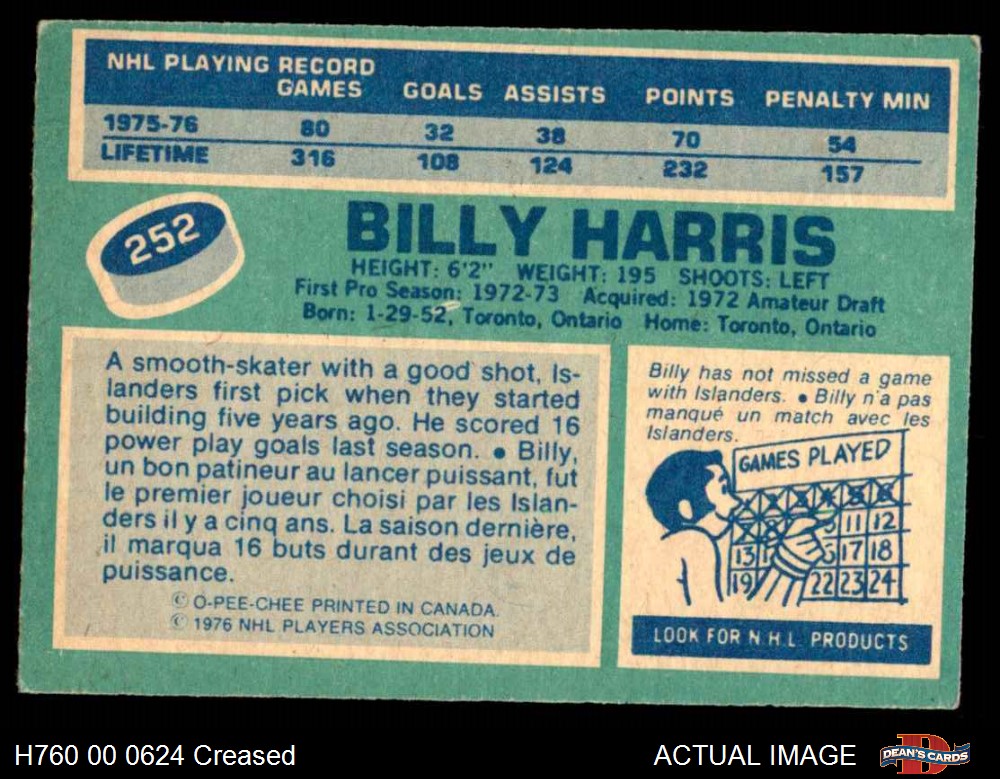 NHL PLAYING RECORD
GAMES GOALS ASSISTS POINTS PENALTY MIN
1975-76 80 32 38 70 54
LIFETIME 316 108 124 232 157
252
BILLY HARRIS
HEIGHT: 6'2" WEIGHT: 195 SHOOTS: LEFT
First Pro Season: 1972-73 Acquired: 1972 Amateur Draft
Born: 1-29-52, Toronto, Ontario Home: Toronto, Ontario
A smooth-skater with a good shot, Is-
landers first pick when they started
building five years ago. He scored 16
power play goals last season. ● Billy,
un bon patineur au lancer puissant, fut
le premier joueur choisi par les Islan-
ders il y a cinq ans. La saison dernière,
il marqua 16 buts durant des jeux de
puissance.
© O-PEE-CHEE PRINTED IN CANADA.
© 1976 NHL PLAYERS ASSOCIATION
Billy has not missed a game
with Islanders. ● Billy n'a pas
manqué un match avec les
Islanders.
GAMES PLAYED
11 12
13 17 18
19 22 23 24
LOOK FOR N.H.L. PRODUCTS
H760 00 0624 Creased
ACTUAL IMAGE
DEAN'S CARDS